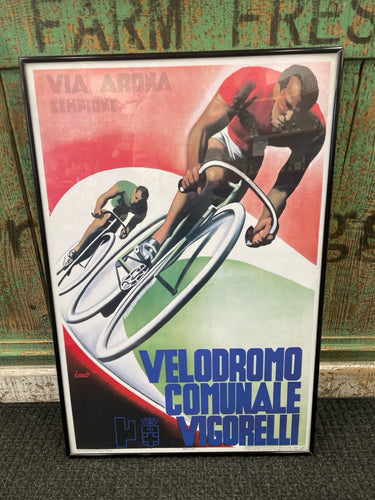 FARM FRES
VIA ARONA
SEMPIONE
VELODROMO
COMUNALE
VIGORELLI